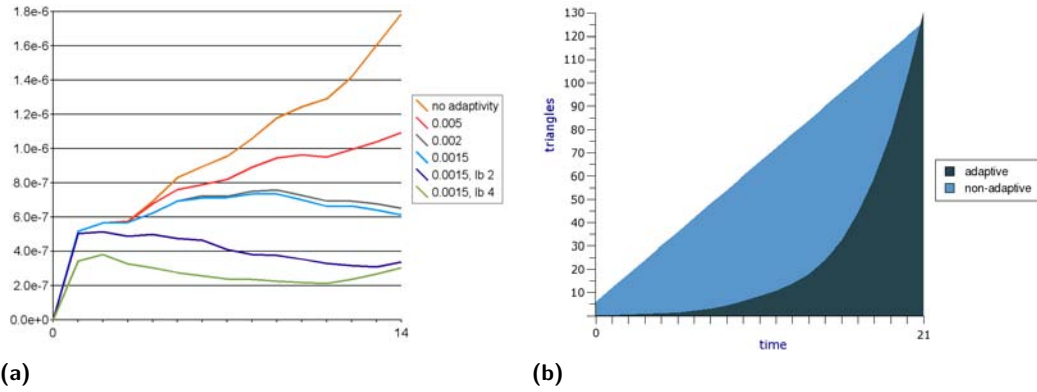 1.8e-6
1.6e-6
1.4e-6
1.2e-6
1.0e-6
8.0e-7
6.0e-7
4.0e-7
2.0e-7
0.0e+0
0
14
no adaptivity
0.005
0.002
0.0015
0.0015, lb 2
0.0015, lb 4
(a)
130
120
110
100
90
80
70
60
50
40
30
20
10
triangles
0
21
time
adaptive
non-adaptive
(b)